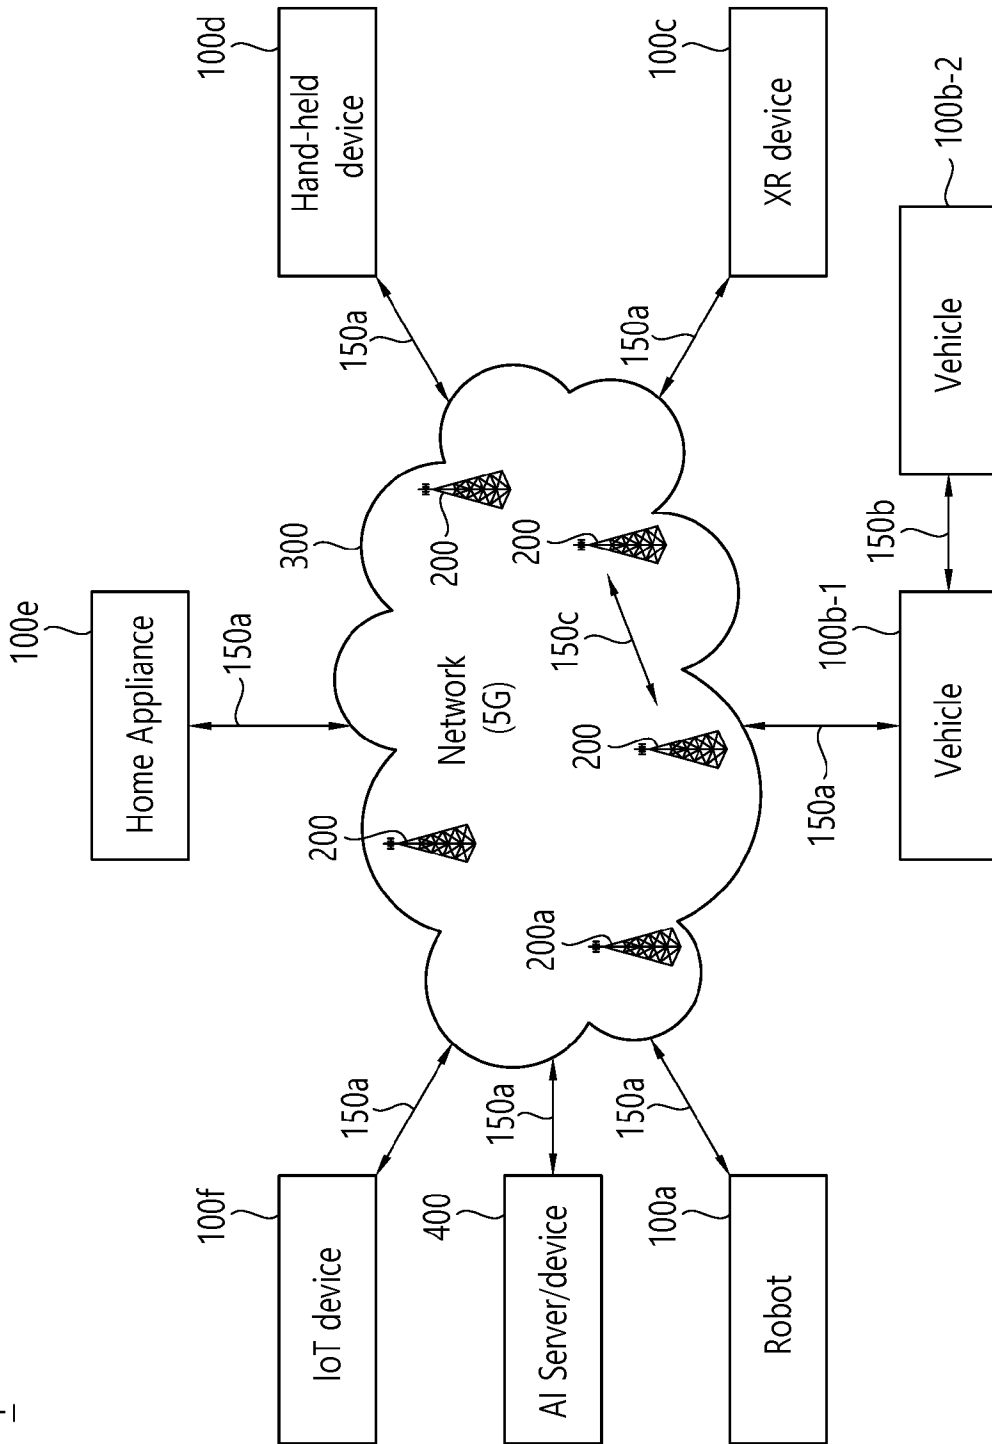 1
100e
Home Appliance
150a
100f
100d
IoT device
Hand-held
device
200
300
150a
150a
400
Network
(5G)
200
150a
AI Server/device
200a
200
200
150c
150a
150a
100a
100c
Robot
XR device
150a
100b-1
150b
100b-2
Vehicle
Vehicle